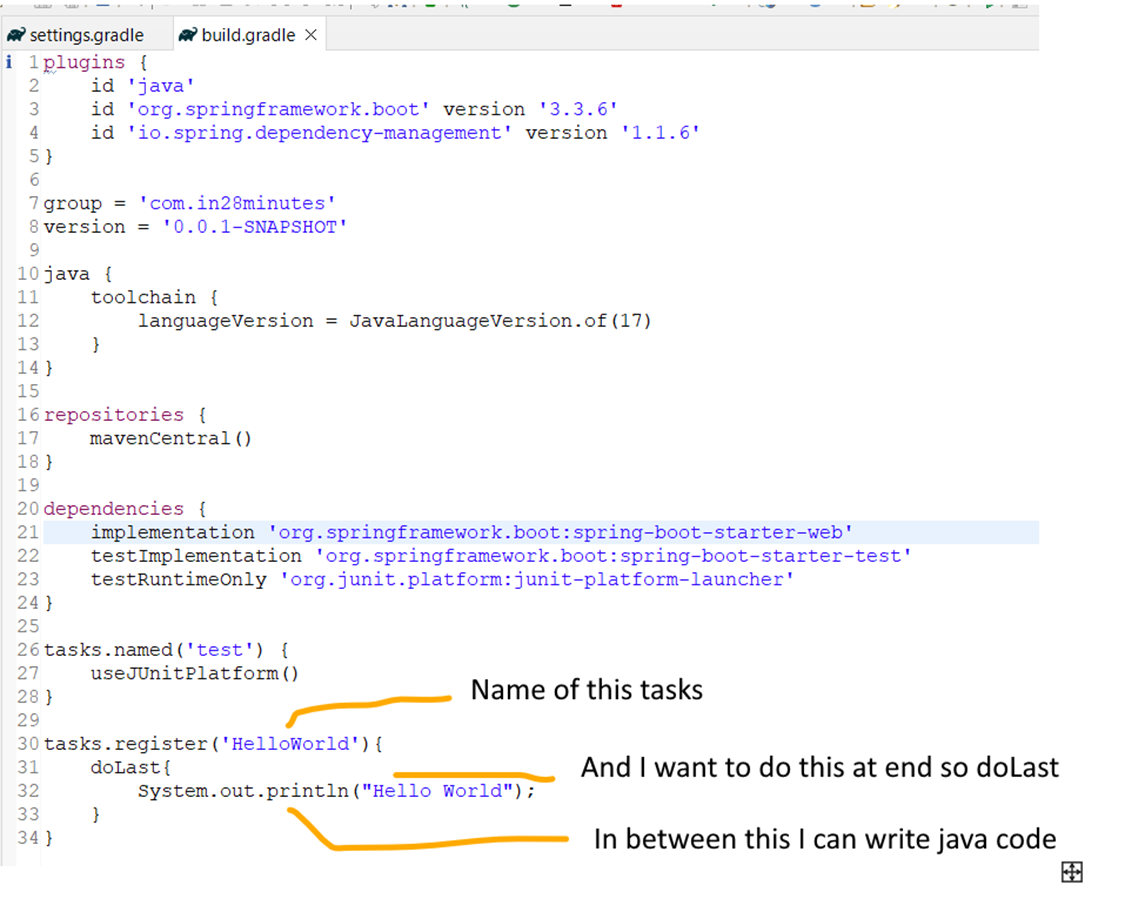 settings.gradle build.gradle
1 plugins {
2 id 'java'
3 id 'org.springframework.boot' version '3.3.6'
4 id 'io.spring.dependency-management' version '1.1.6'
5 }
6
7 group = 'com.in28minutes'
8 version = '0.0.1-SNAPSHOT'
9
10 java {
11 toolchain {
12 languageVersion = JavaLanguageVersion.of(17)
13 }
14 }
15
16 repositories {
17 mavenCentral()
18 }
19
20 dependencies {
21 implementation 'org.springframework.boot:spring-boot-starter-web'
22 testImplementation 'org.springframework.boot:spring-boot-starter-test'
23 testRuntimeOnly 'org.junit.platform:junit-platform-launcher'
24 }
25
26 tasks.named('test') {
27 useJUnitPlatform()
28 }
Name of this tasks
29
30 tasks.register('HelloWorld'){
31 doLast{
And I want to do this at end so doLast
32 System.out.println("Hello World");
33 }
In between this I can write java code
34 }